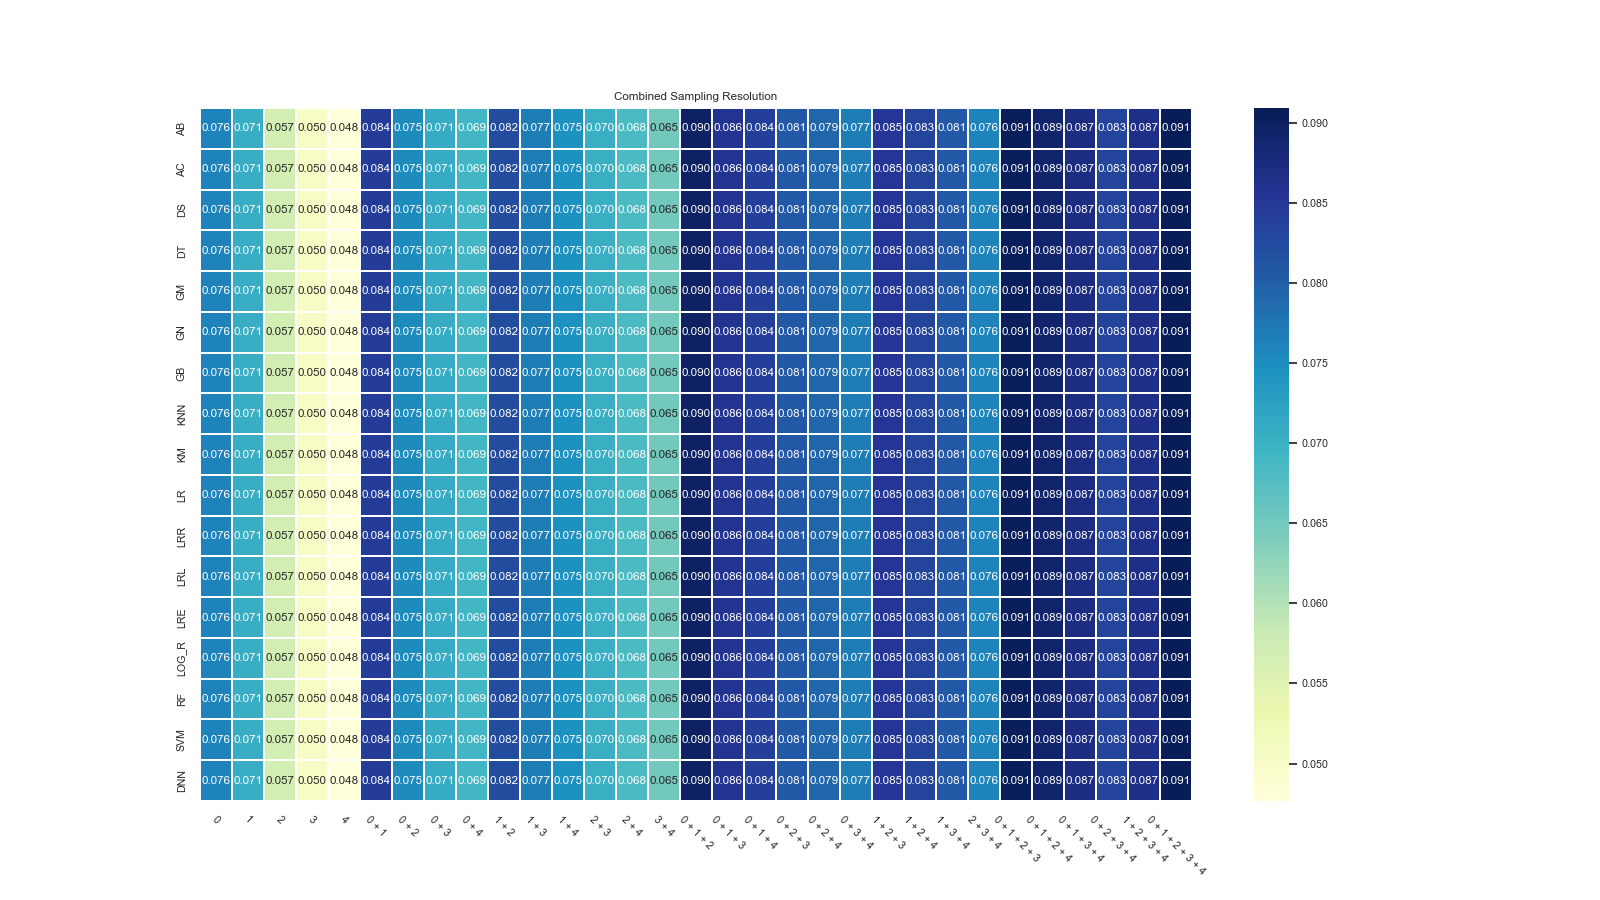 Combined Sampling Resolution
AB 0.076 0.071 0.057 0.050 0.048 0.084 0.075 0.071 0.069 0.082 0.077 0.075 0.070 0.068 0.065 0.090 0.086 0.084 0.081 0.079 0.077 0.085 0.083 0.081 0.076 0.091 0.089 0.087 0.083 0.087 0.091
AC 0.076 0.071 0.057 0.050 0.048 0.084 0.075 0.071 0.069 0.082 0.077 0.075 0.070 0.068 0.065 0.090 0.086 0.084 0.081 0.079 0.077 0.085 0.083 0.081 0.076 0.091 0.089 0.087 0.083 0.087 0.091
DS 0.076 0.071 0.057 0.050 0.048 0.084 0.075 0.071 0.069 0.082 0.077 0.075 0.070 0.068 0.065 0.090 0.086 0.084 0.081 0.079 0.077 0.085 0.083 0.081 0.076 0.091 0.089 0.087 0.083 0.087 0.091
DT 0.076 0.071 0.057 0.050 0.048 0.084 0.075 0.071 0.069 0.082 0.077 0.075 0.070 0.068 0.065 0.090 0.086 0.084 0.081 0.079 0.077 0.085 0.083 0.081 0.076 0.091 0.089 0.087 0.083 0.087 0.091
GM 0.076 0.071 0.057 0.050 0.048 0.084 0.075 0.071 0.069 0.082 0.077 0.075 0.070 0.068 0.065 0.090 0.086 0.084 0.081 0.079 0.077 0.085 0.083 0.081 0.076 0.091 0.089 0.087 0.083 0.087 0.091
GN 0.076 0.071 0.057 0.050 0.048 0.084 0.075 0.071 0.069 0.082 0.077 0.075 0.070 0.068 0.065 0.090 0.086 0.084 0.081 0.079 0.077 0.085 0.083 0.081 0.076 0.091 0.089 0.087 0.083 0.087 0.091
GB 0.076 0.071 0.057 0.050 0.048 0.084 0.075 0.071 0.069 0.082 0.077 0.075 0.070 0.068 0.065 0.090 0.086 0.084 0.081 0.079 0.077 0.085 0.083 0.081 0.076 0.091 0.089 0.087 0.083 0.087 0.091
KNN 0.076 0.071 0.057 0.050 0.048 0.084 0.075 0.071 0.069 0.082 0.077 0.075 0.070 0.068 0.065 0.090 0.086 0.084 0.081 0.079 0.077 0.085 0.083 0.081 0.076 0.091 0.089 0.087 0.083 0.087 0.091
KM 0.076 0.071 0.057 0.050 0.048 0.084 0.075 0.071 0.069 0.082 0.077 0.075 0.070 0.068 0.065 0.090 0.086 0.084 0.081 0.079 0.077 0.085 0.083 0.081 0.076 0.091 0.089 0.087 0.083 0.087 0.091
LR 0.076 0.071 0.057 0.050 0.048 0.084 0.075 0.071 0.069 0.082 0.077 0.075 0.070 0.068 0.065 0.090 0.086 0.084 0.081 0.079 0.077 0.085 0.083 0.081 0.076 0.091 0.089 0.087 0.083 0.087 0.091
LRR 0.076 0.071 0.057 0.050 0.048 0.084 0.075 0.071 0.069 0.082 0.077 0.075 0.070 0.068 0.065 0.090 0.086 0.084 0.081 0.079 0.077 0.085 0.083 0.081 0.076 0.091 0.089 0.087 0.083 0.087 0.091
LRL 0.076 0.071 0.057 0.050 0.048 0.084 0.075 0.071 0.069 0.082 0.077 0.075 0.070 0.068 0.065 0.090 0.086 0.084 0.081 0.079 0.077 0.085 0.083 0.081 0.076 0.091 0.089 0.087 0.083 0.087 0.091
LRE 0.076 0.071 0.057 0.050 0.048 0.084 0.075 0.071 0.069 0.082 0.077 0.075 0.070 0.068 0.065 0.090 0.086 0.084 0.081 0.079 0.077 0.085 0.083 0.081 0.076 0.091 0.089 0.087 0.083 0.087 0.091
LOG_R 0.076 0.071 0.057 0.050 0.048 0.084 0.075 0.071 0.069 0.082 0.077 0.075 0.070 0.068 0.065 0.090 0.086 0.084 0.081 0.079 0.077 0.085 0.083 0.081 0.076 0.091 0.089 0.087 0.083 0.087 0.091
RF 0.076 0.071 0.057 0.050 0.048 0.084 0.075 0.071 0.069 0.082 0.077 0.075 0.070 0.068 0.065 0.090 0.086 0.084 0.081 0.079 0.077 0.085 0.083 0.081 0.076 0.091 0.089 0.087 0.083 0.087 0.091
SVM 0.076 0.071 0.057 0.050 0.048 0.084 0.075 0.071 0.069 0.082 0.077 0.075 0.070 0.068 0.065 0.090 0.086 0.084 0.081 0.079 0.077 0.085 0.083 0.081 0.076 0.091 0.089 0.087 0.083 0.087 0.091
DNN 0.076 0.071 0.057 0.050 0.048 0.084 0.075 0.071 0.069 0.082 0.077 0.075 0.070 0.068 0.065 0.090 0.086 0.084 0.081 0.079 0.077 0.085 0.083 0.081 0.076 0.091 0.089 0.087 0.083 0.087 0.091
0
1
2
3
4
0 + 1
0 + 2
0 + 3
0 + 4
1 + 2
1 + 3
1 + 4
2 + 3
2 + 4
3 + 4
0 + 1 + 2
0 + 1 + 3
0 + 1 + 4
0 + 2 + 3
0 + 2 + 4
0 + 3 + 4
1 + 2 + 3
1 + 2 + 4
1 + 3 + 4
2 + 3 + 4
0 + 1 + 2 + 3
0 + 1 + 2 + 4
0 + 1 + 3 + 4
0 + 2 + 3 + 4
1 + 2 + 3 + 4
0 + 1 + 2 + 3 + 4
0.090
0.085
0.080
0.075
0.070
0.065
0.060
0.055
0.050